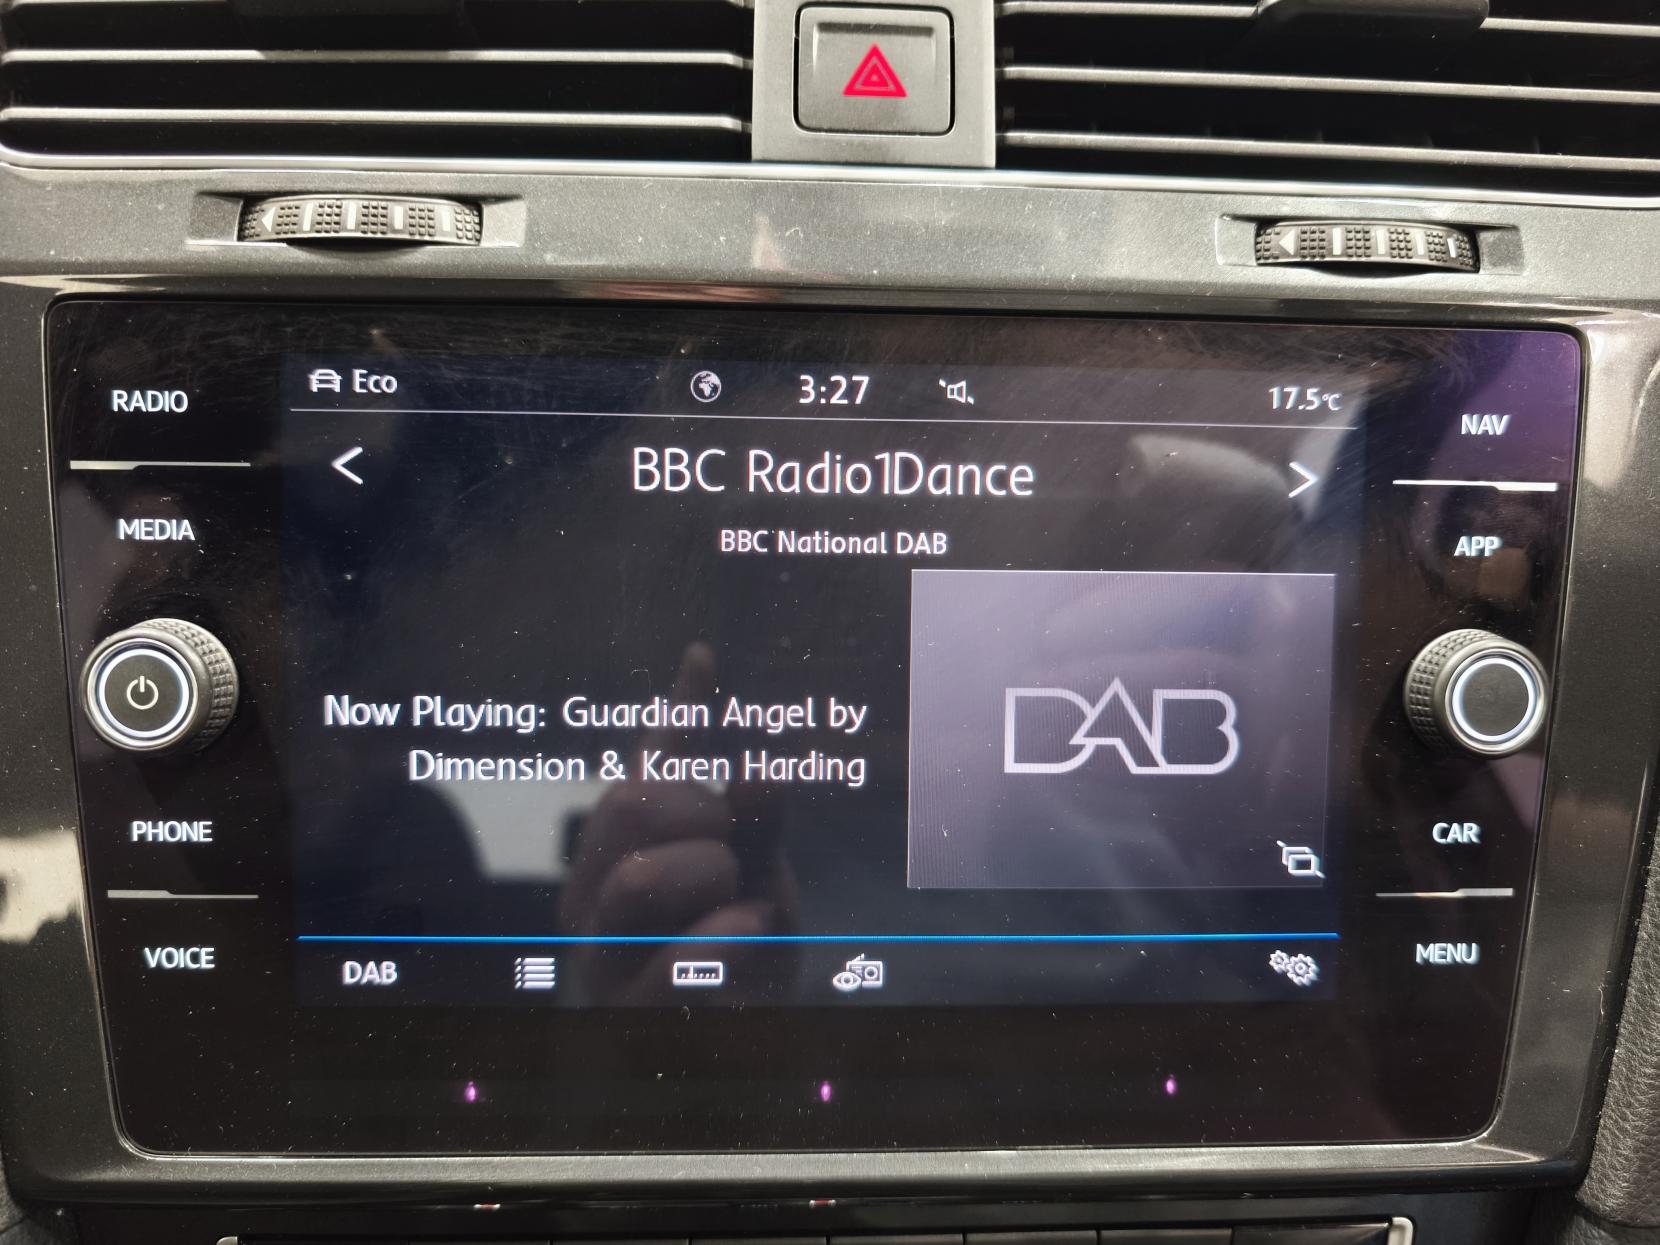 RADIO
MEDIA
PHONE
VOICE
Eco
3:27
17.5°C
BBC Radio1Dance
BBC National DAB
Now Playing: Guardian Angel by
Dimension & Karen Harding
DAB
DAB
NAV
APP
CAR
MENU